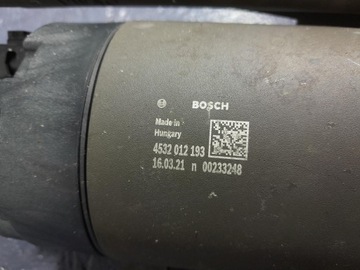 BOSCH
Made in
Hungary
4532 012 193
16.03.21 n 00233248